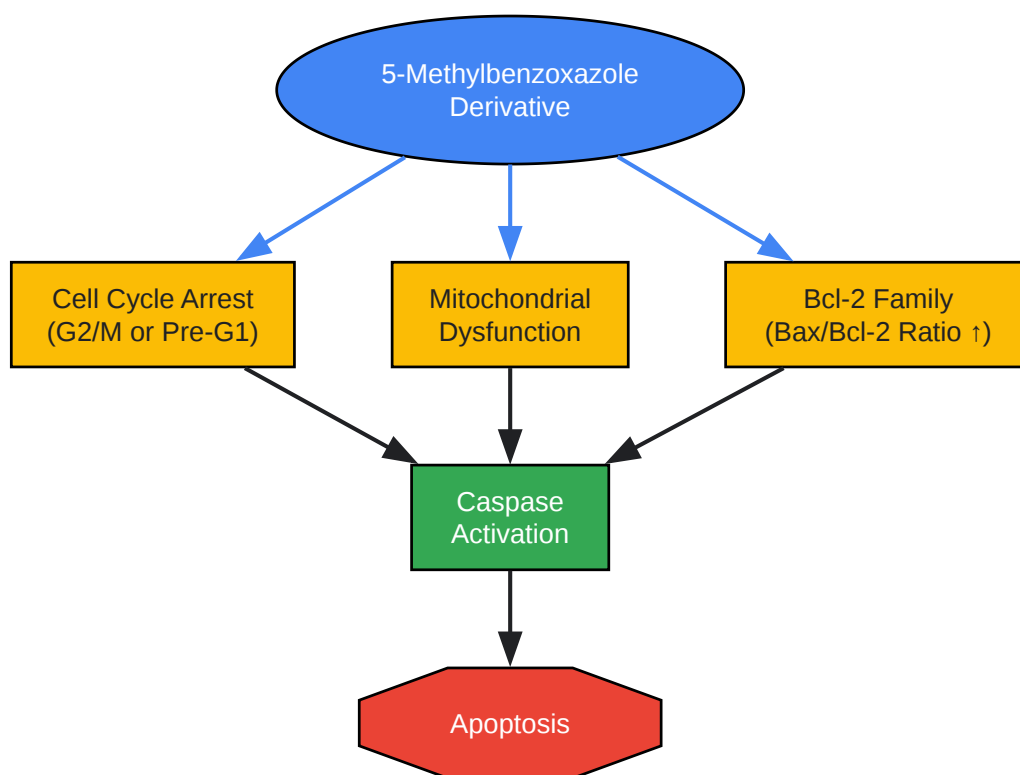 5-Methylbenzoxazole
Derivative
Cell Cycle Arrest
(G2/M or Pre-G1)
Mitochondrial
Dysfunction
Bcl-2 Family
(Bax/Bcl-2 Ratio ↑)
Caspase
Activation
Apoptosis